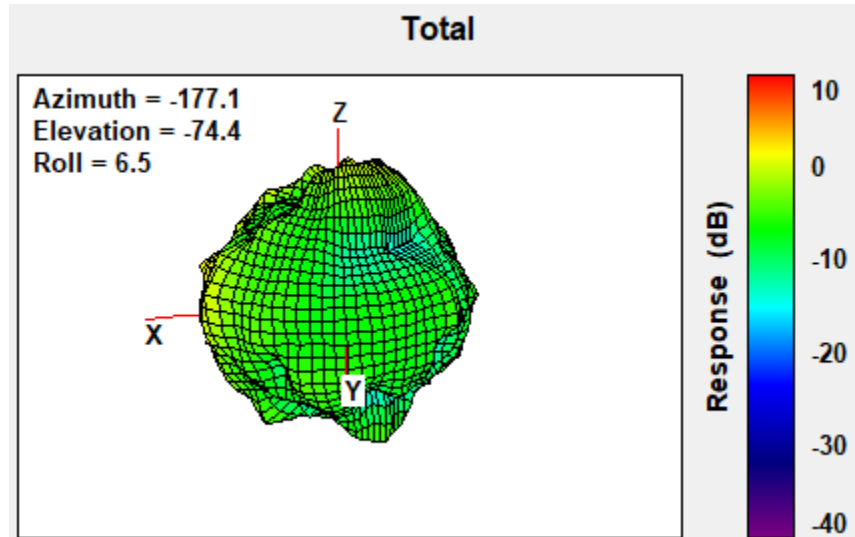 Total
Azimuth = -177.1
Elevation = -74.4
Roll = 6.5
Z
X
Y
Response (dB)
10
0
-10
-20
-30
-40